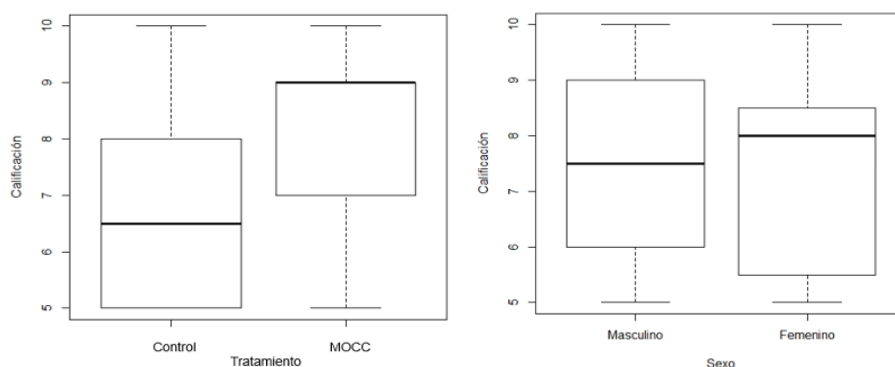 Calificación
10
9
8
7
6
5
Control
MOCC
Tratamiento
Calificación
10
9
8
7
6
5
Masculino
Femenino
Sexo